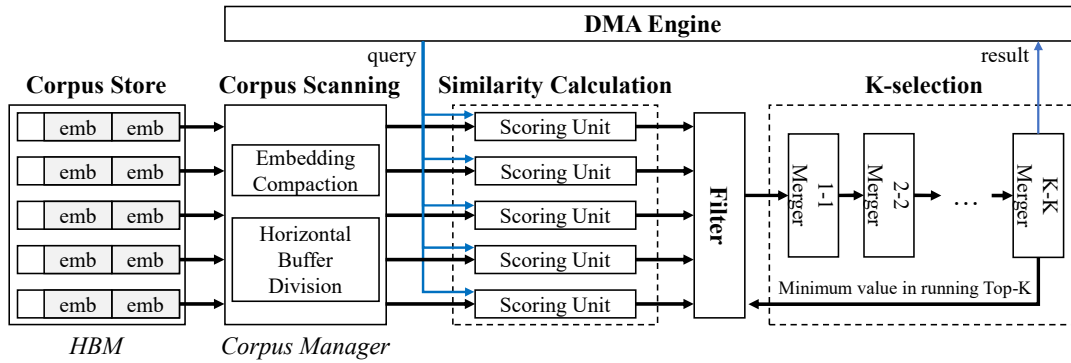 DMA Engine
query
result
Corpus Store
Corpus Scanning
Similarity Calculation
K-selection
emb emb
emb emb
emb emb
emb emb
emb emb
Embedding
Compaction
Horizontal
Buffer
Division
Scoring Unit
Scoring Unit
Scoring Unit
Scoring Unit
Scoring Unit
Filter
1-1
Merger
2-2
Merger
...
K-K
Merger
Minimum value in running Top-K
HBM
Corpus Manager